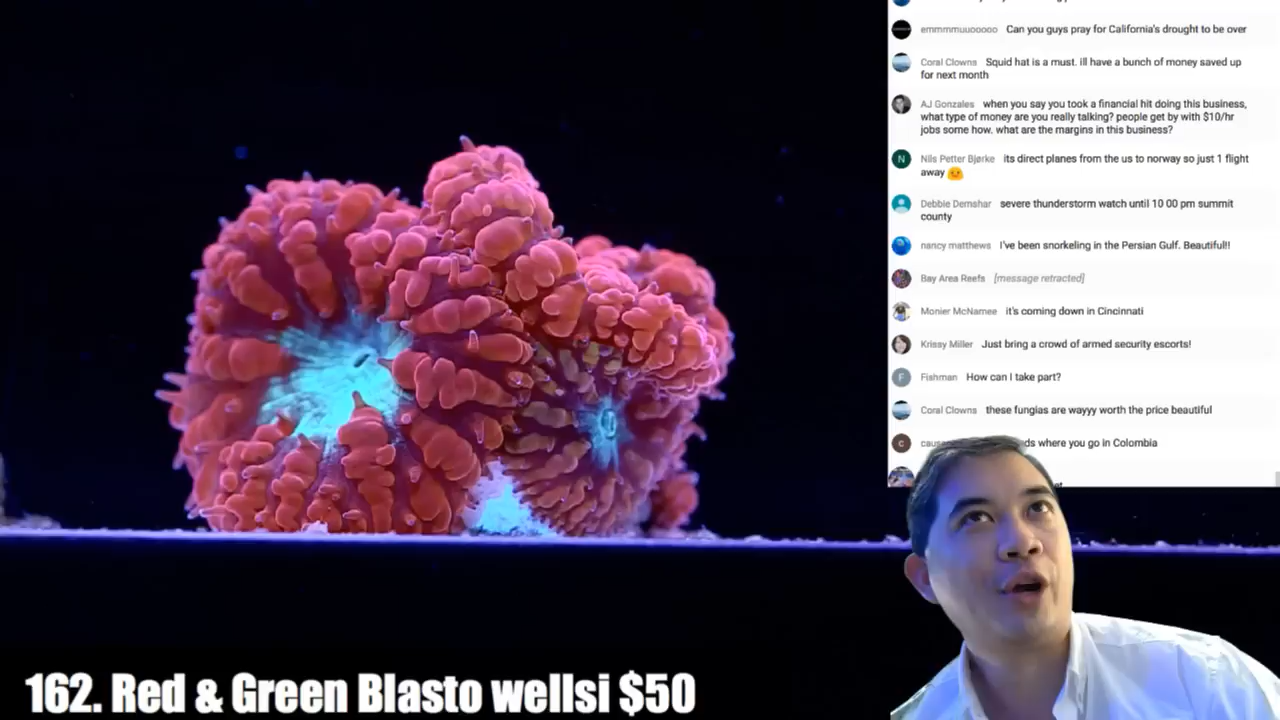 emmmmuuooooo Can you guys pray for California's drought to be over
Coral Clowns Squid hat is a must. ill have a bunch of money saved up
for next month
AJ Gonzales when you say you took a financial hit doing this business,
what type of money are you really talking? people get by with $10/hr
jobs some how. what are the margins in this business?
N Nils Petter Bjørke its direct planes from the us to norway so just 1 flight
away
Debbie Demshar severe thunderstorm watch until 10 00 pm summit
county
nancy matthews I've been snorkeling in the Persian Gulf. Beautiful!!
Bay Area Reefs [message retracted]
Monier McNamee it's coming down in Cincinnati
Krissy Miller Just bring a crowd of armed security escorts!
F Fishman How can I take part?
Coral Clowns these fungias are wayyy worth the price beautiful
c where you go in Colombia
162. Red & Green Blasto wellsi $50